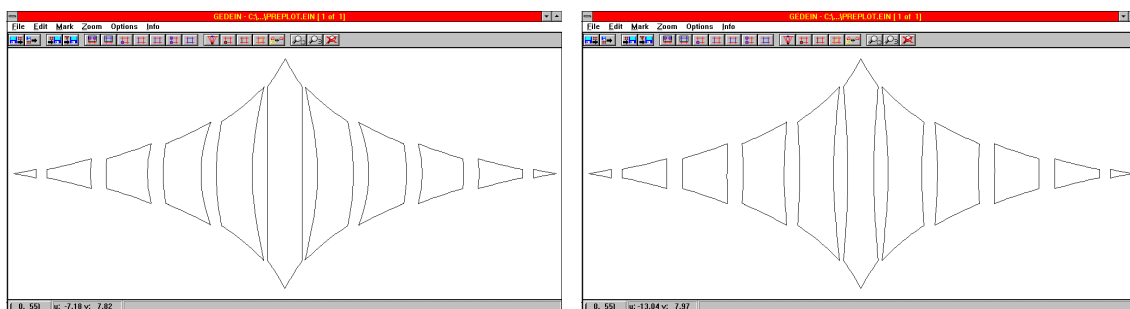 GEDEIN - C:\...\PREPLOT.EIN [1 of 1]
File Edit Mark Zoom Options Info
( 0, 55) u: -7.18 v: 7.82
GEDEIN - C:\...\PREPLOT.EIN [1 of 1]
File Edit Mark Zoom Options Info
( 0, 55) u: -13.04 v: 7.97